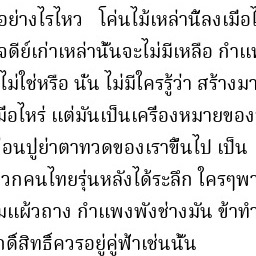 อย่างไรไหว โค่นไม้เหล่านี้ลงเมื่อไ
จดีย์เก่าเหล่านั้นจะไม่มีเหลือ กำแพ
ไม่ใช่หรือ นั่น ไม่มีใครรู้ว่า สร้างมา
มื่อไหร่ แต่มันเป็นเครื่องหมายของ
่อนปู่ย่าตาทวดของเราขึ้นไป เป็น
วกคนไทยรุ่นหลังได้ระลึก ใครๆพา
มแผ้วถาง กำแพงพังช่างมัน ข้าทำ
าดิ์สิทธิ์ควรอยู่คู่ฟ้าเช่นนั้น